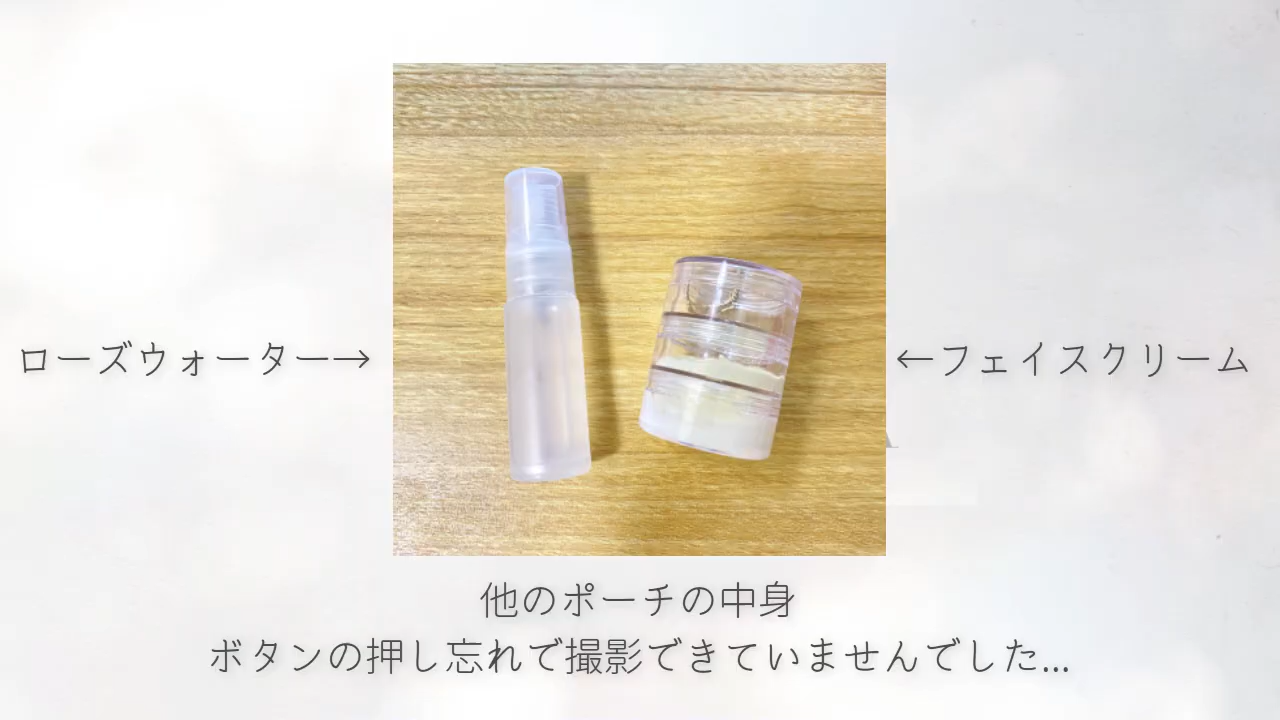 ローズウォーター→
←フェイスクリーム
他のポーチの中身
ボタンの押し忘れで撮影できていませんでした...